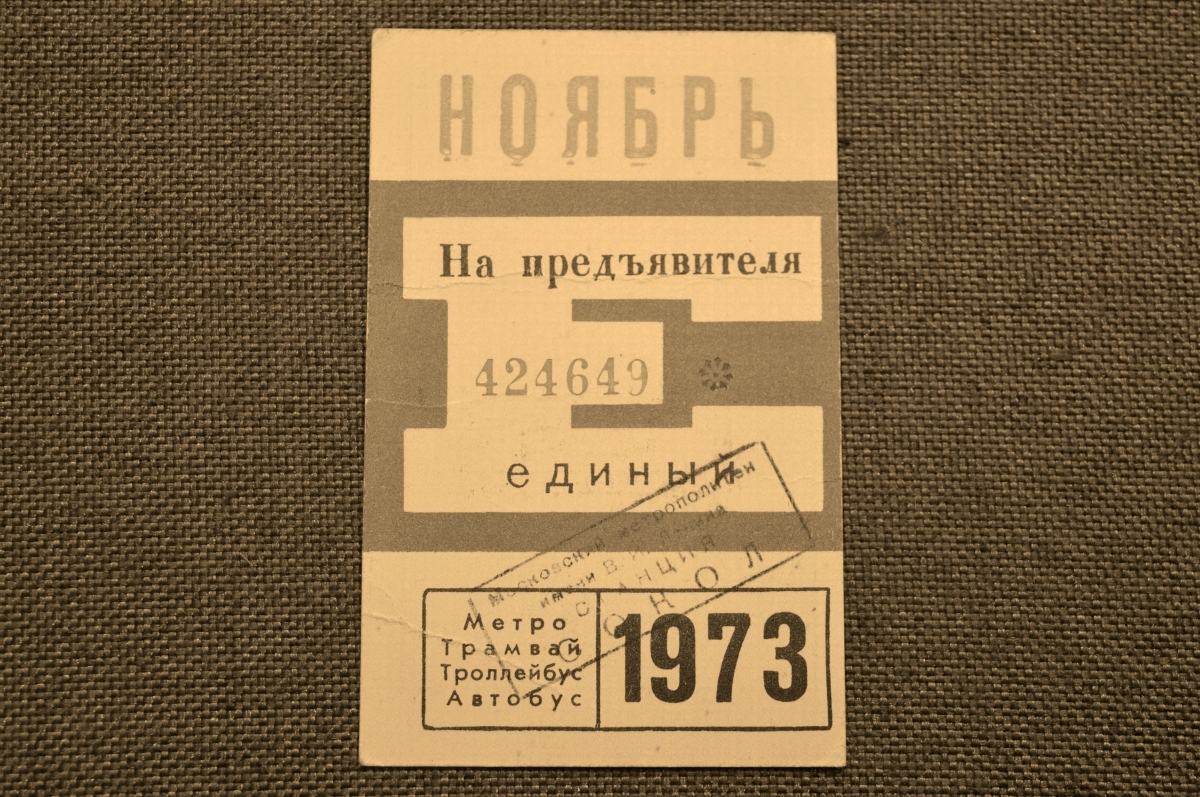 НОЯБРЬ
На предъявителя
424649
единый
Московский метрополитен
имени В. И. Ленина
СТАНЦИЯ
СОКОЛ
Метро
Трамвай
Троллейбус
Автобус
1973